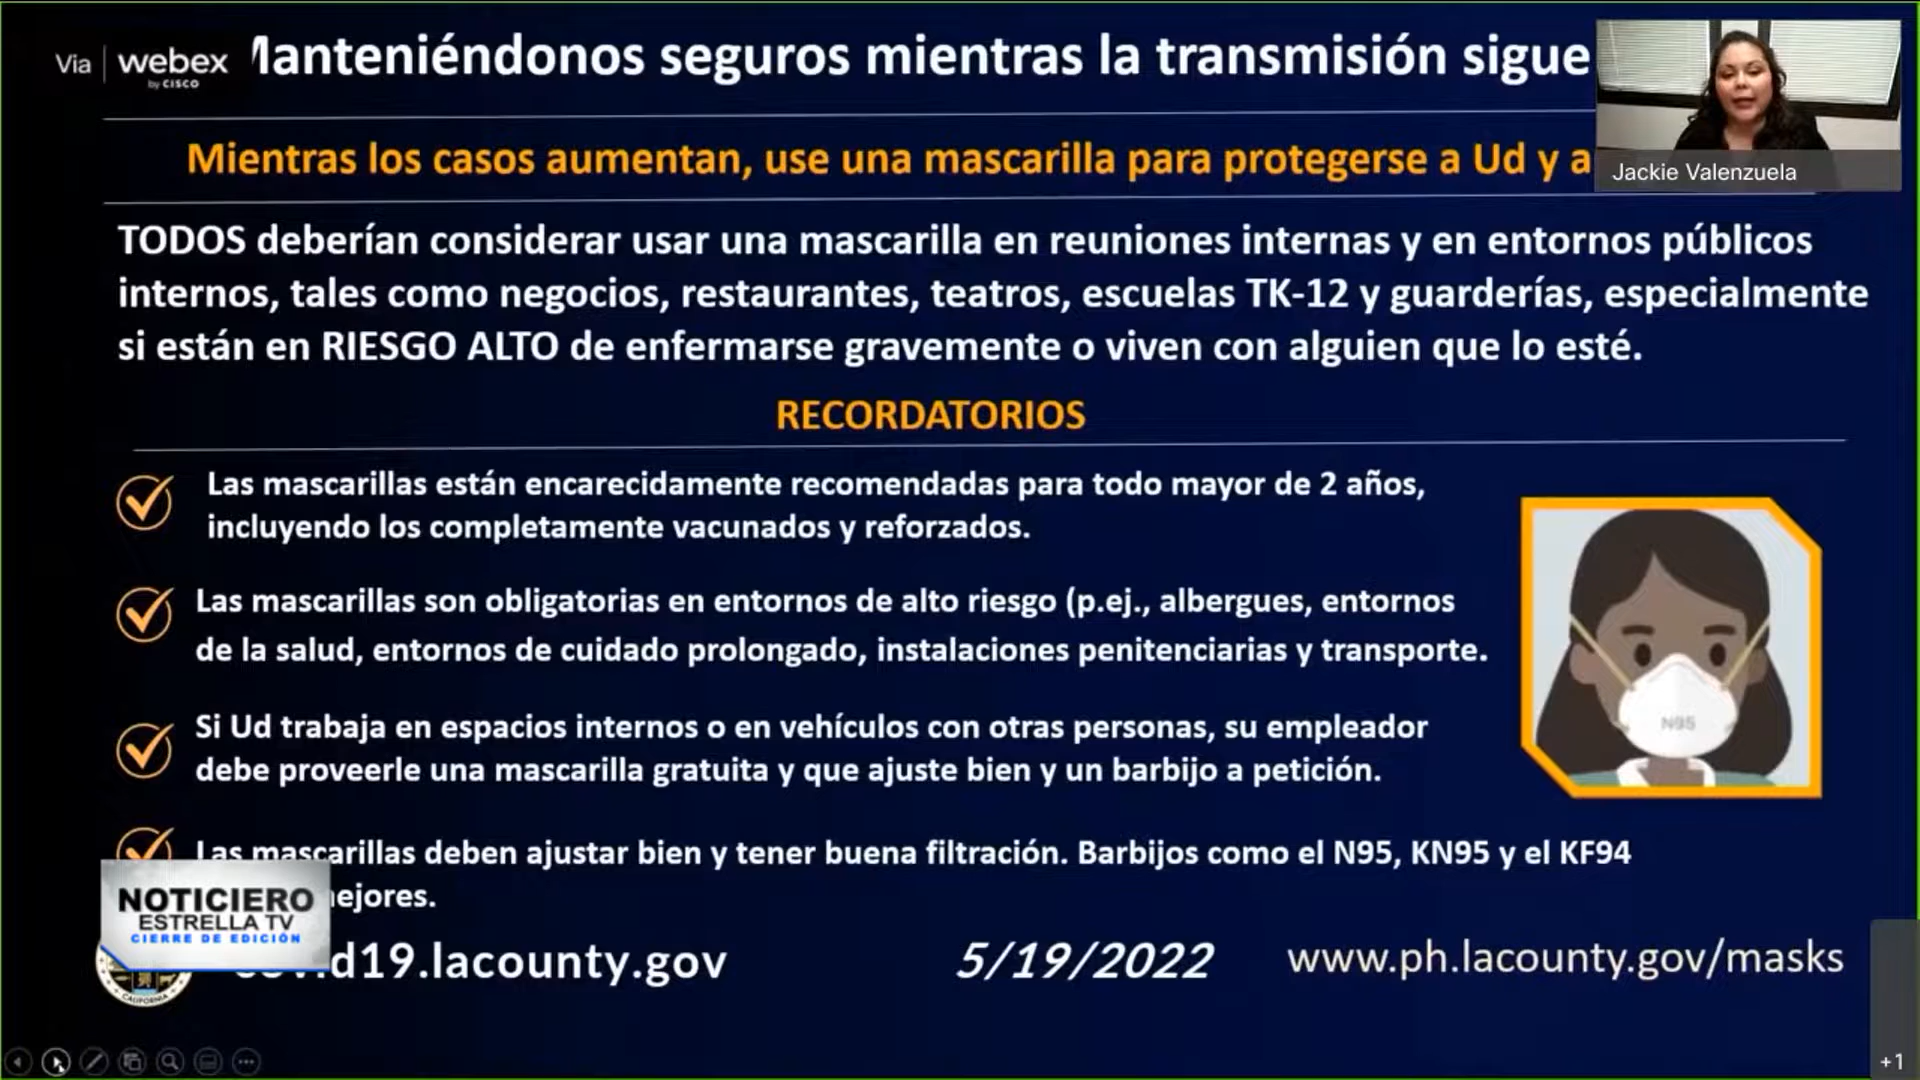 Via webex
by CISCO
Manteniéndonos seguros mientras la transmisión sigue
Jackie Valenzuela
Mientras los casos aumentan, use una mascarilla para protegerse a Ud y a
TODOS deberían considerar usar una mascarilla en reuniones internas y en entornos públicos
internos, tales como negocios, restaurantes, teatros, escuelas TK-12 y guarderías, especialmente
si están en RIESGO ALTO de enfermarse gravemente o viven con alguien que lo esté.
RECORDATORIOS
Las mascarillas están encarecidamente recomendadas para todo mayor de 2 años,
incluyendo los completamente vacunados y reforzados.
Las mascarillas son obligatorias en entornos de alto riesgo (p.ej., albergues, entornos
de la salud, entornos de cuidado prolongado, instalaciones penitenciarias y transporte.
Si Ud trabaja en espacios internos o en vehículos con otras personas, su empleador
debe proveerle una mascarilla gratuita y que ajuste bien y un barbijo a petición.
N95
Las mascarillas deben ajustar bien y tener buena filtración. Barbijos como el N95, KN95 y el KF94
mejores.
NOTICIERO
ESTRELLA TV
CIERRE DE EDICIÓN
covid19.lacounty.gov 5/19/2022 www.ph.lacounty.gov/masks
CALIFORNIA
+1